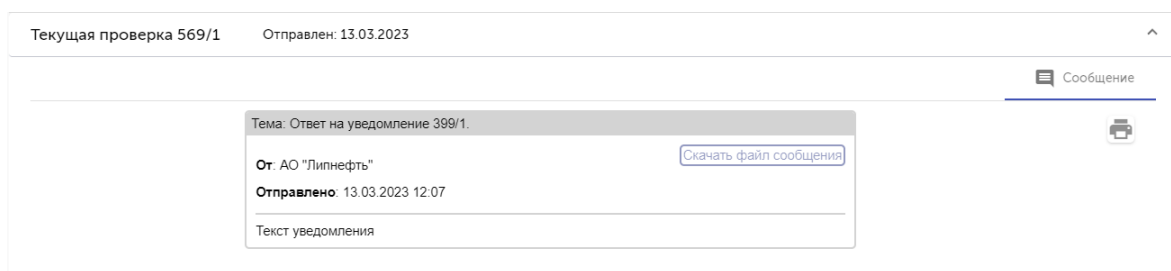 Текущая проверка 569/1 Отправлен: 13.03.2023
Сообщение
Тема: Ответ на уведомление 399/1.
Скачать файл сообщения
От: АО "Липнефть"
Отправлено: 13.03.2023 12:07
Текст уведомления